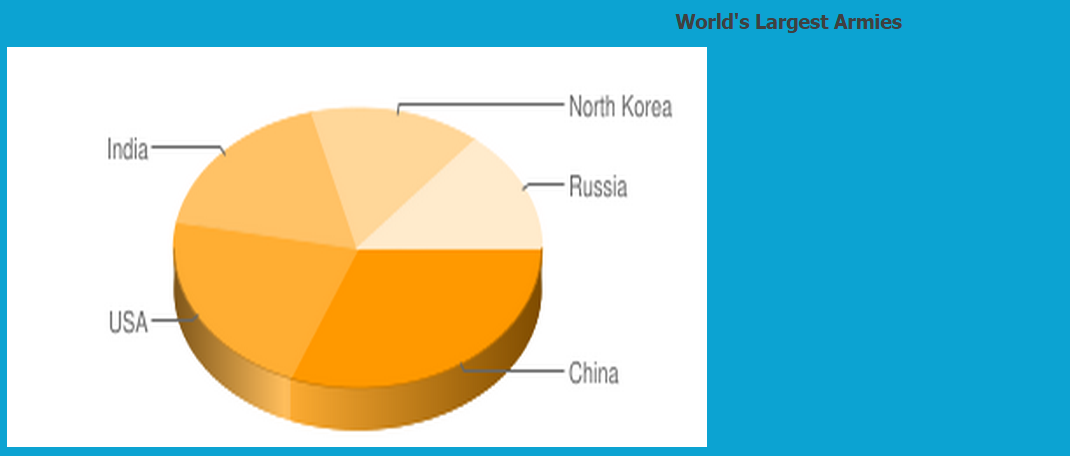 World's Largest Armies
North Korea
India
Russia
USA
China